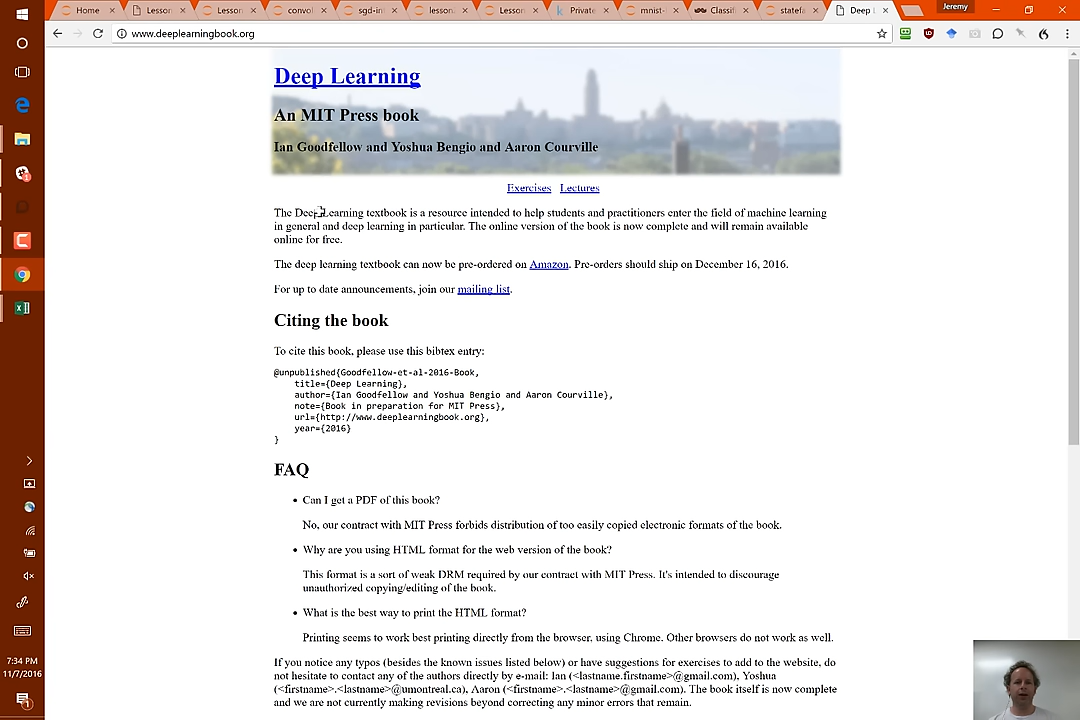 Home
Lesson
Lesson
convol
sgd-in
lesson.
Lesson
Private
mnist-
Classifi
statefa
Deep L
Jeremy
www.deeplearningbook.org
Deep Learning
An MIT Press book
Ian Goodfellow and Yoshua Bengio and Aaron Courville
Exercises Lectures
The Deep Learning textbook is a resource intended to help students and practitioners enter the field of machine learning
in general and deep learning in particular. The online version of the book is now complete and will remain available
online for free.
The deep learning textbook can now be pre-ordered on Amazon. Pre-orders should ship on December 16, 2016.
For up to date announcements, join our mailing list.
Citing the book
To cite this book, please use this bibtex entry:
@unpublished{Goodfellow-et-al-2016-Book,
title={Deep Learning},
author={Ian Goodfellow and Yoshua Bengio and Aaron Courville},
note={Book in preparation for MIT Press},
url={http://www.deeplearningbook.org},
year={2016}
}
FAQ
• Can I get a PDF of this book?
No, our contract with MIT Press forbids distribution of too easily copied electronic formats of the book.
• Why are you using HTML format for the web version of the book?
This format is a sort of weak DRM required by our contract with MIT Press. It's intended to discourage
unauthorized copying/editing of the book.
• What is the best way to print the HTML format?
Printing seems to work best printing directly from the browser, using Chrome. Other browsers do not work as well.
If you notice any typos (besides the known issues listed below) or have suggestions for exercises to add to the website, do
not hesitate to contact any of the authors directly by e-mail: Ian (<lastname.firstname>@gmail.com), Yoshua
(<firstname>.<lastname>@umontreal.ca), Aaron (<firstname>.<lastname>@gmail.com). The book itself is now complete
and we are not currently making revisions beyond correcting any minor errors that remain.
7:34 PM
11/7/2016